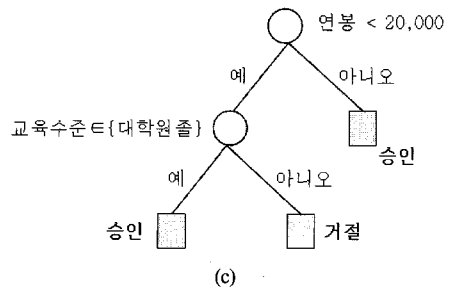 연봉 < 20,000
예
아니오
교육수준∈{대학원졸}
승인
예
아니오
승인
거절
(c)